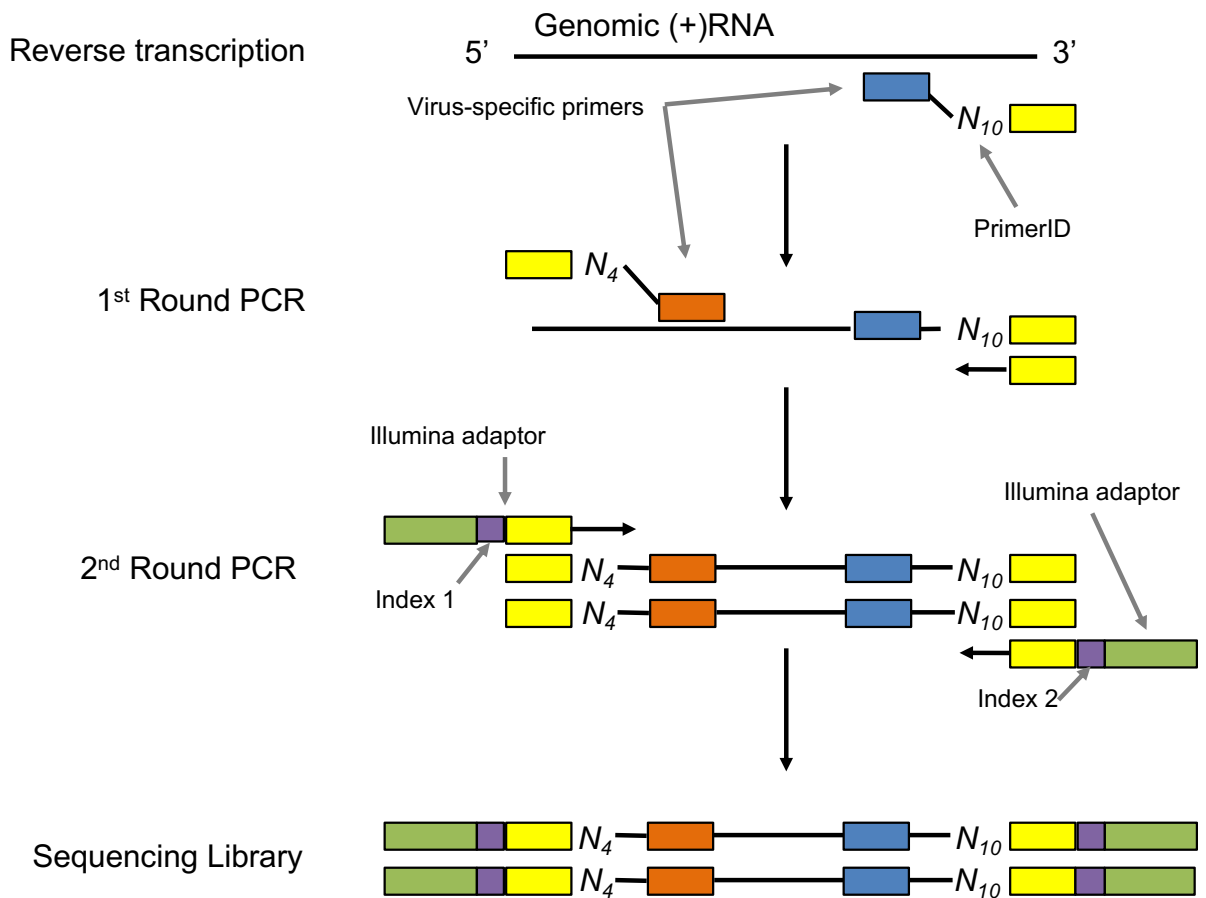 Reverse transcription
5’
Genomic (+)RNA
3’
Virus-specific primers
N10
PrimerID
N4
1st Round PCR
N10
Illumina adaptor
Illumina adaptor
2nd Round PCR
N4
N10
Index 1
N4
N10
Index 2
Sequencing Library
N4
N10
N4
N10